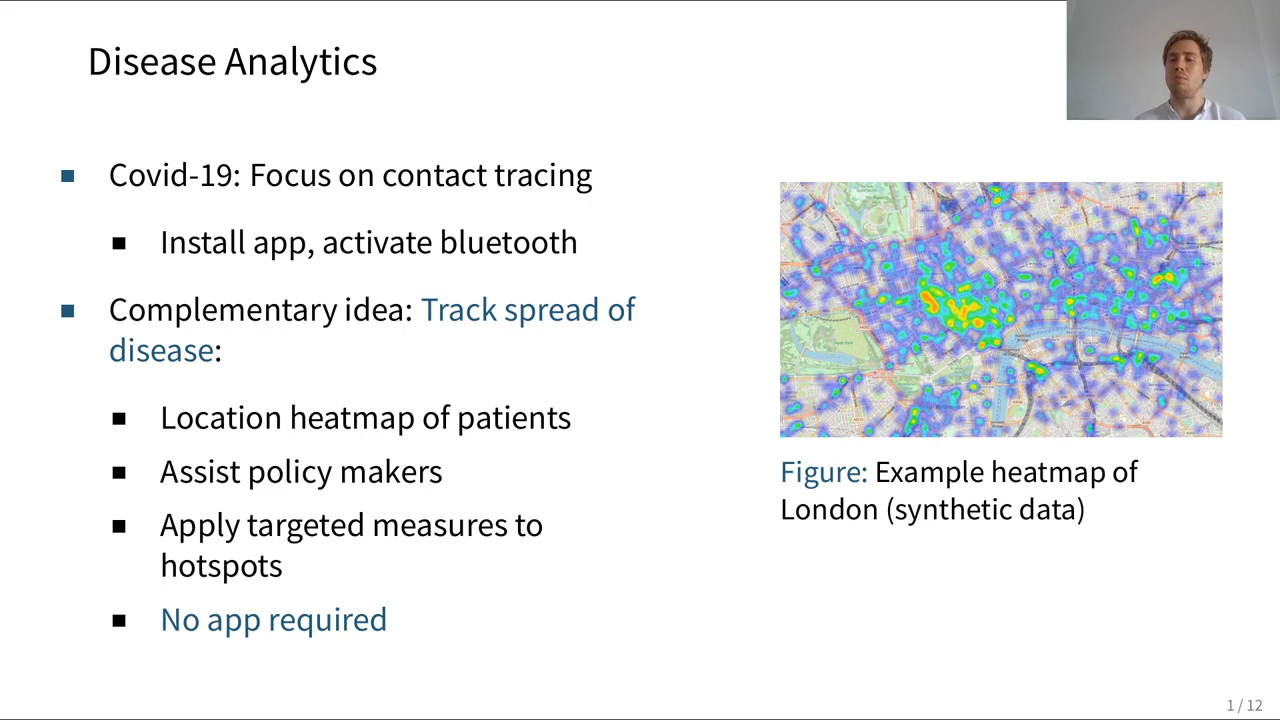 Disease Analytics
Covid-19: Focus on contact tracing
Install app, activate bluetooth
Complementary idea: Track spread of
disease:
Location heatmap of patients
Assist policy makers
Apply targeted measures to
hotspots
No app required
Figure: Example heatmap of
London (synthetic data)
1 / 12